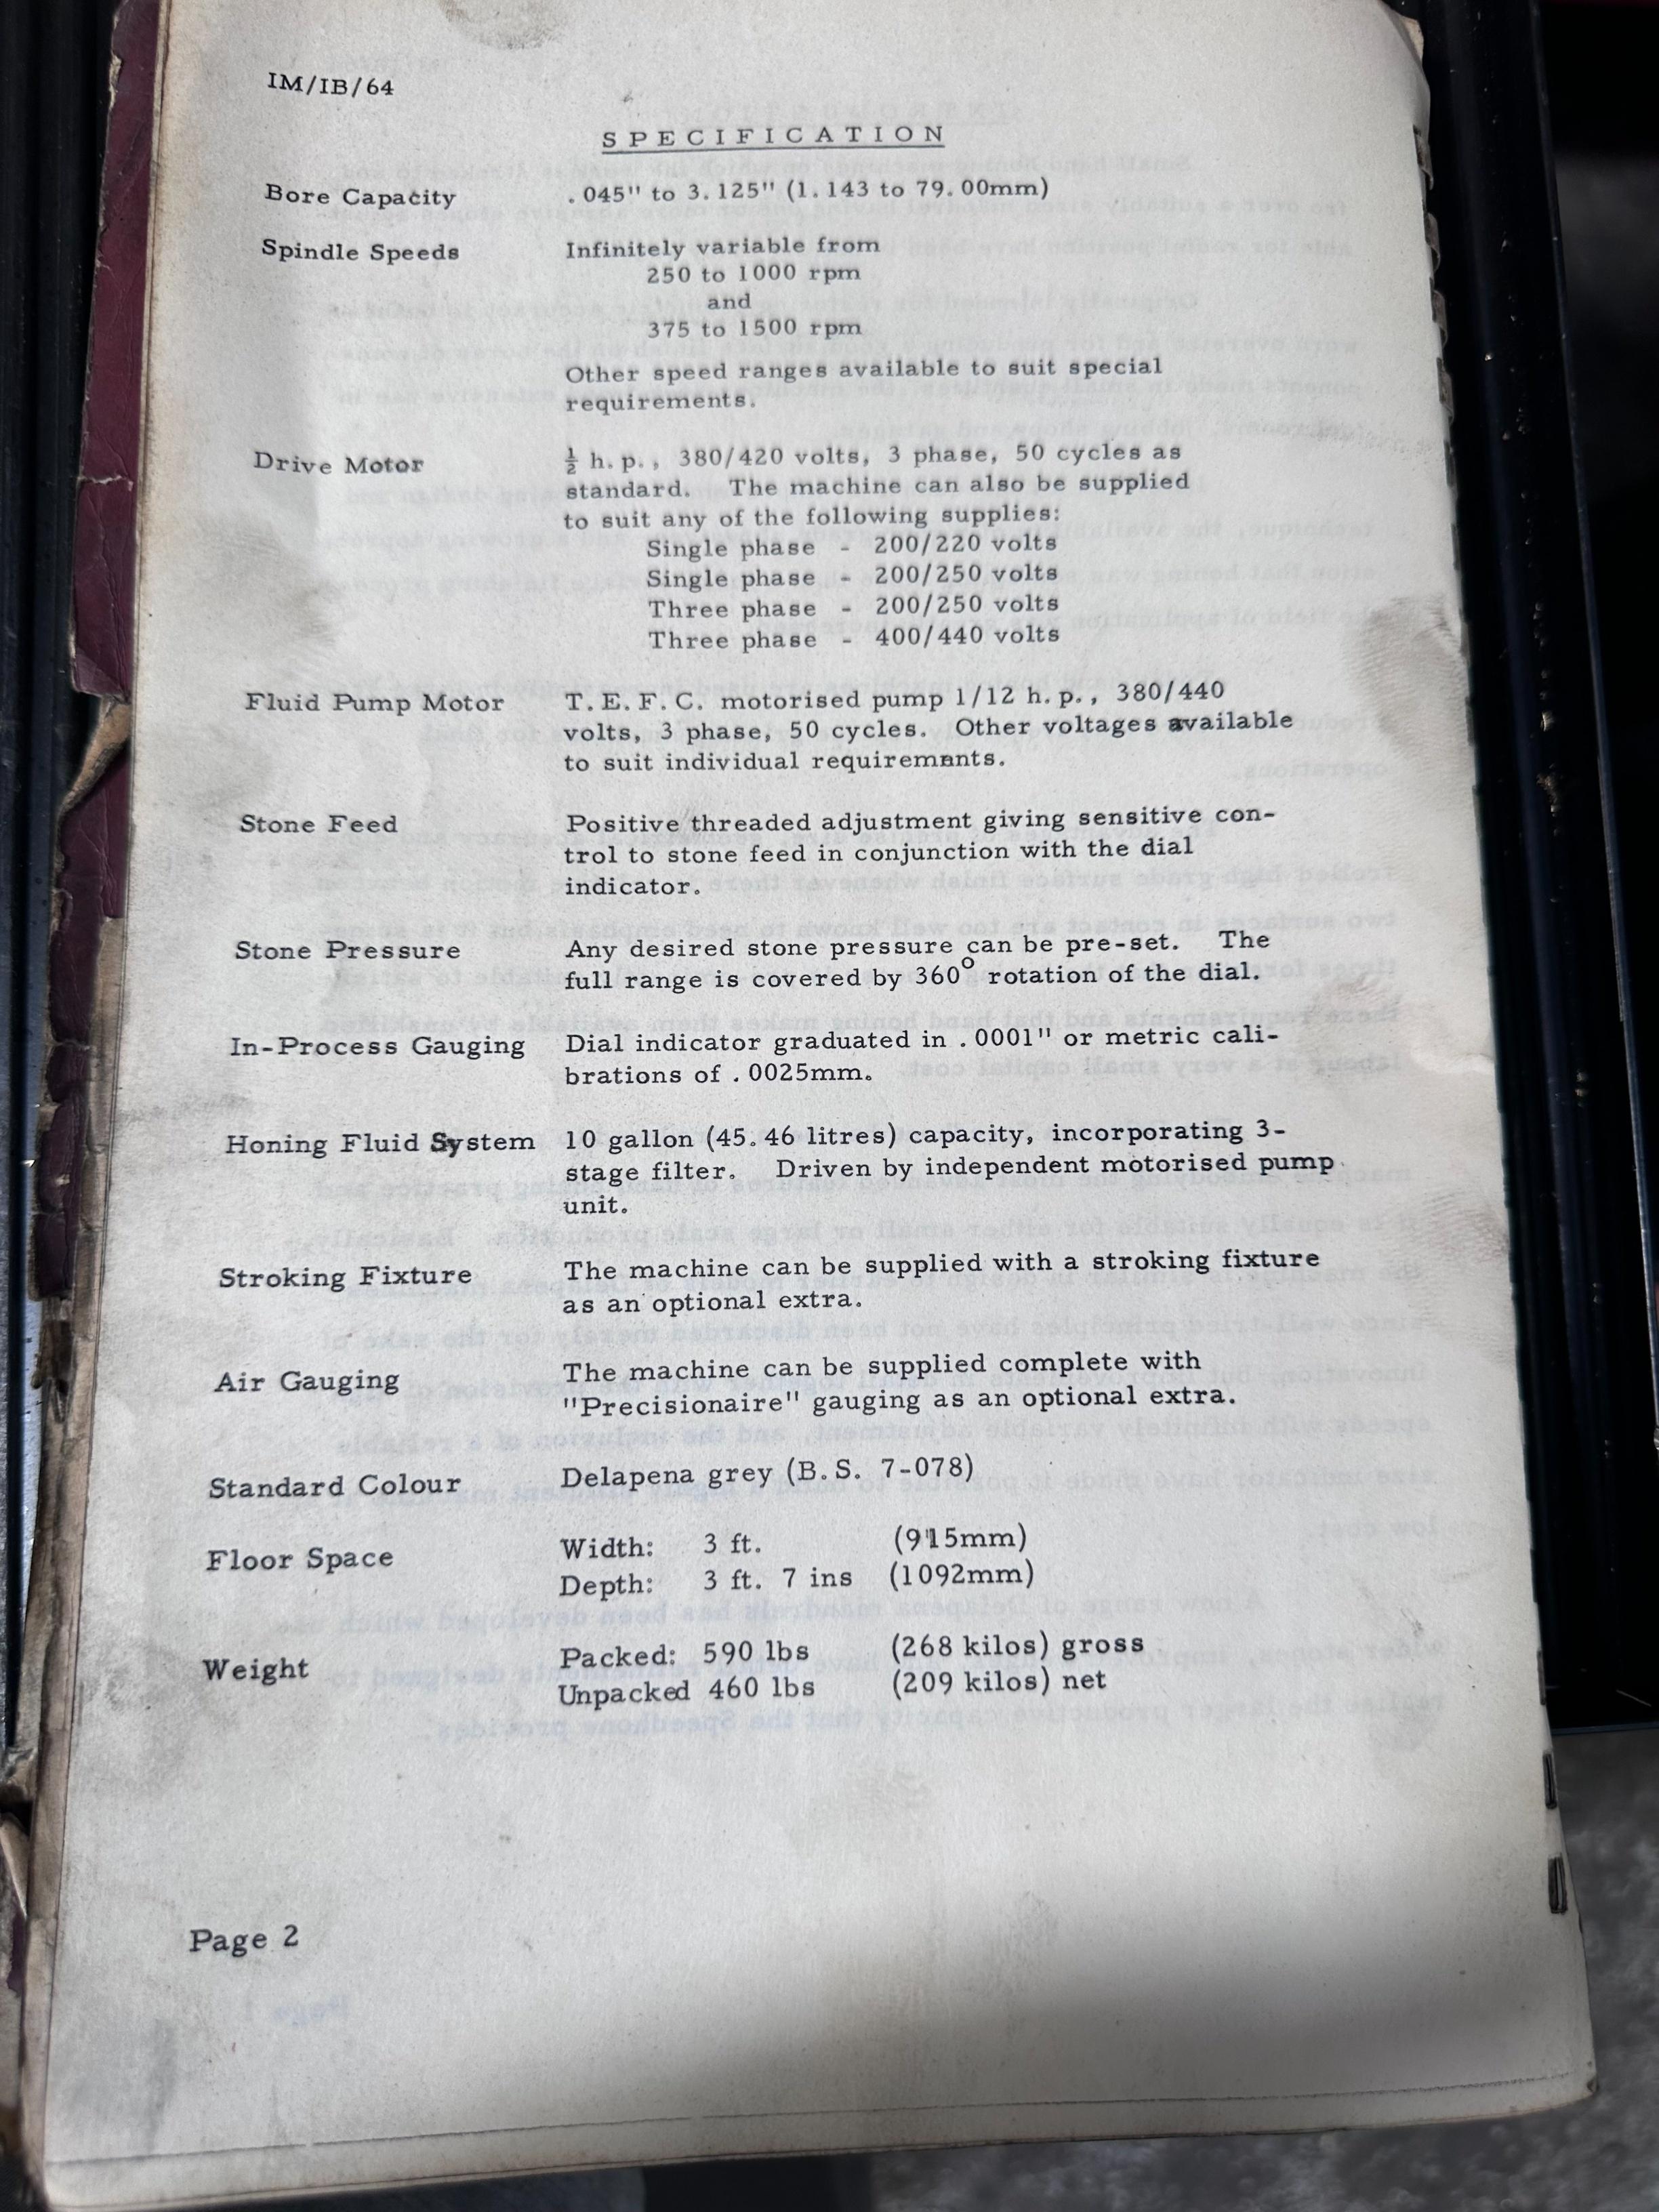 IM/IB/64
SPECIFICATION
Bore Capacity .045" to 3.125" (1.143 to 79.00mm)
Spindle Speeds Infinitely variable from
250 to 1000 rpm
and
375 to 1500 rpm
Other speed ranges available to suit special
requirements.
Drive Motor ½ h.p., 380/420 volts, 3 phase, 50 cycles as
standard. The machine can also be supplied
to suit any of the following supplies:
Single phase - 200/220 volts
Single phase - 200/250 volts
Three phase - 200/250 volts
Three phase - 400/440 volts
Fluid Pump Motor T.E.F.C. motorised pump 1/12 h.p., 380/440
volts, 3 phase, 50 cycles. Other voltages available
to suit individual requiremnnts.
Stone Feed Positive threaded adjustment giving sensitive con-
trol to stone feed in conjunction with the dial
indicator.
Stone Pressure Any desired stone pressure can be pre-set. The
full range is covered by 360° rotation of the dial.
In-Process Gauging Dial indicator graduated in .0001" or metric cali-
brations of .0025mm.
Honing Fluid System 10 gallon (45.46 litres) capacity, incorporating 3-
stage filter. Driven by independent motorised pump
unit.
Stroking Fixture The machine can be supplied with a stroking fixture
as an optional extra.
Air Gauging The machine can be supplied complete with
"Precisionaire" gauging as an optional extra.
Standard Colour Delapena grey (B.S. 7-078)
Floor Space Width: 3 ft. (915mm)
Depth: 3 ft. 7 ins (1092mm)
Weight Packed: 590 lbs (268 kilos) gross
Unpacked 460 lbs (209 kilos) net
Page 2